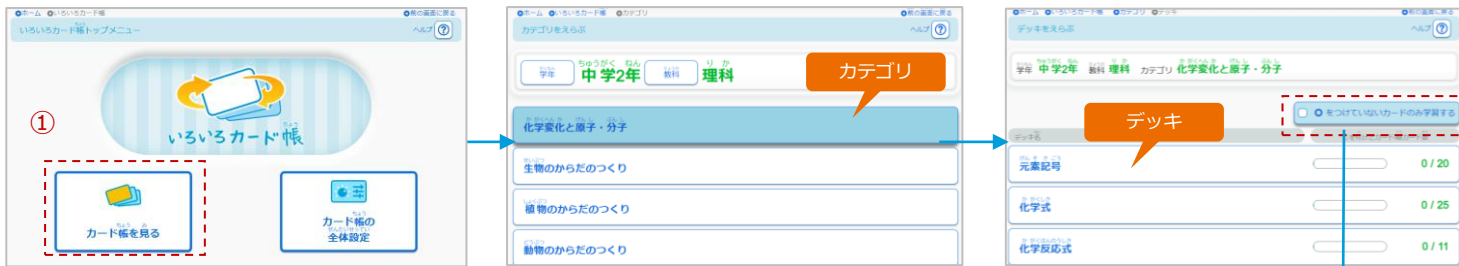 ホーム いろいろカード帳 前の画面に戻る
いろいろカード帳トップメニュー ヘルプ ?
①
いろいろカード帳
カード帳を見る
カード帳の
全体設定
ホーム いろいろカード帳 カテゴリ 前の画面に戻る
カテゴリをえらぶ ヘルプ ?
学年 中学2年 教科 理科
カテゴリ
化学変化と原子・分子
生物のからだのつくり
植物のからだのつくり
動物のからだのつくり
ホーム いろいろカード帳 カテゴリ デッキ 前の画面に戻る
デッキをえらぶ ヘルプ ?
学年 中学2年 教科 理科 カテゴリ 化学変化と原子・分子
をつけていないカードのみ学習する
デッキ
デッキ名
元素記号 0 / 20
化学式 0 / 25
化学反応式 0 / 11